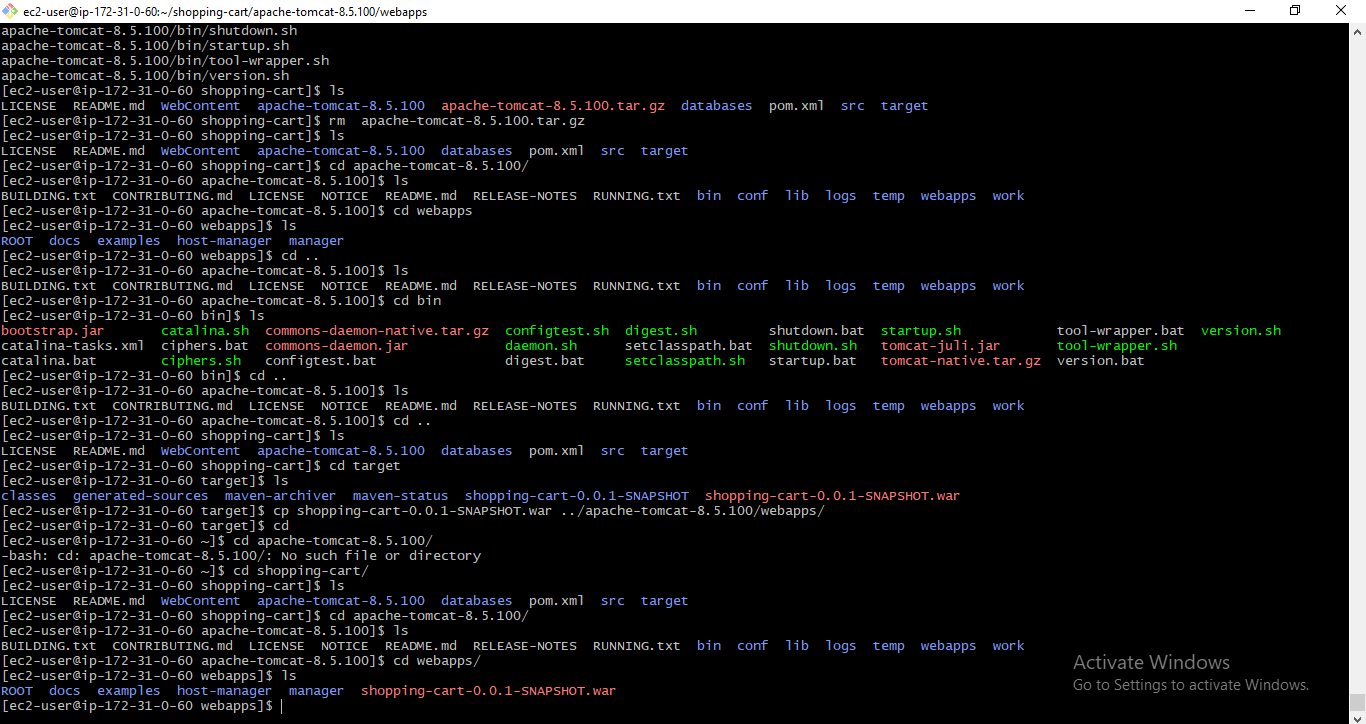 ec2-user@ip-172-31-0-60:~/shopping-cart/apache-tomcat-8.5.100/webapps
apache-tomcat-8.5.100/bin/shutdown.sh
apache-tomcat-8.5.100/bin/startup.sh
apache-tomcat-8.5.100/bin/tool-wrapper.sh
apache-tomcat-8.5.100/bin/version.sh
[ec2-user@ip-172-31-0-60 shopping-cart]$ ls
LICENSE  README.md  WebContent  apache-tomcat-8.5.100  apache-tomcat-8.5.100.tar.gz  databases  pom.xml  src  target
[ec2-user@ip-172-31-0-60 shopping-cart]$ rm  apache-tomcat-8.5.100.tar.gz
[ec2-user@ip-172-31-0-60 shopping-cart]$ ls
LICENSE  README.md  WebContent  apache-tomcat-8.5.100  databases  pom.xml  src  target
[ec2-user@ip-172-31-0-60 shopping-cart]$ cd apache-tomcat-8.5.100/
[ec2-user@ip-172-31-0-60 apache-tomcat-8.5.100]$ ls
BUILDING.txt  CONTRIBUTING.md  LICENSE  NOTICE  README.md  RELEASE-NOTES  RUNNING.txt  bin  conf  lib  logs  temp  webapps  work
[ec2-user@ip-172-31-0-60 apache-tomcat-8.5.100]$ cd webapps
[ec2-user@ip-172-31-0-60 webapps]$ ls
ROOT  docs  examples  host-manager  manager
[ec2-user@ip-172-31-0-60 webapps]$ cd ..
[ec2-user@ip-172-31-0-60 apache-tomcat-8.5.100]$ ls
BUILDING.txt  CONTRIBUTING.md  LICENSE  NOTICE  README.md  RELEASE-NOTES  RUNNING.txt  bin  conf  lib  logs  temp  webapps  work
[ec2-user@ip-172-31-0-60 apache-tomcat-8.5.100]$ cd bin
[ec2-user@ip-172-31-0-60 bin]$ ls
bootstrap.jar       catalina.sh  commons-daemon-native.tar.gz  configtest.sh  digest.sh         shutdown.bat  startup.sh            tool-wrapper.bat  version.sh
catalina-tasks.xml  ciphers.bat  commons-daemon.jar            daemon.sh      setclasspath.bat  shutdown.sh   tomcat-juli.jar       tool-wrapper.sh
catalina.bat        ciphers.sh   configtest.bat                digest.bat     setclasspath.sh   startup.bat   tomcat-native.tar.gz  version.bat
[ec2-user@ip-172-31-0-60 bin]$ cd ..
[ec2-user@ip-172-31-0-60 apache-tomcat-8.5.100]$ ls
BUILDING.txt  CONTRIBUTING.md  LICENSE  NOTICE  README.md  RELEASE-NOTES  RUNNING.txt  bin  conf  lib  logs  temp  webapps  work
[ec2-user@ip-172-31-0-60 apache-tomcat-8.5.100]$ cd ..
[ec2-user@ip-172-31-0-60 shopping-cart]$ ls
LICENSE  README.md  WebContent  apache-tomcat-8.5.100  databases  pom.xml  src  target
[ec2-user@ip-172-31-0-60 shopping-cart]$ cd target
[ec2-user@ip-172-31-0-60 target]$ ls
classes  generated-sources  maven-archiver  maven-status  shopping-cart-0.0.1-SNAPSHOT  shopping-cart-0.0.1-SNAPSHOT.war
[ec2-user@ip-172-31-0-60 target]$ cp shopping-cart-0.0.1-SNAPSHOT.war ../apache-tomcat-8.5.100/webapps/
[ec2-user@ip-172-31-0-60 target]$ cd
[ec2-user@ip-172-31-0-60 ~]$ cd apache-tomcat-8.5.100/
-bash: cd: apache-tomcat-8.5.100/: No such file or directory
[ec2-user@ip-172-31-0-60 ~]$ cd shopping-cart/
[ec2-user@ip-172-31-0-60 shopping-cart]$ ls
LICENSE  README.md  WebContent  apache-tomcat-8.5.100  databases  pom.xml  src  target
[ec2-user@ip-172-31-0-60 shopping-cart]$ cd apache-tomcat-8.5.100/
[ec2-user@ip-172-31-0-60 apache-tomcat-8.5.100]$ ls
BUILDING.txt  CONTRIBUTING.md  LICENSE  NOTICE  README.md  RELEASE-NOTES  RUNNING.txt  bin  conf  lib  logs  temp  webapps  work
[ec2-user@ip-172-31-0-60 apache-tomcat-8.5.100]$ cd webapps/
[ec2-user@ip-172-31-0-60 webapps]$ ls
ROOT  docs  examples  host-manager  manager  shopping-cart-0.0.1-SNAPSHOT.war
[ec2-user@ip-172-31-0-60 webapps]$
Activate Windows
Go to Settings to activate Windows.